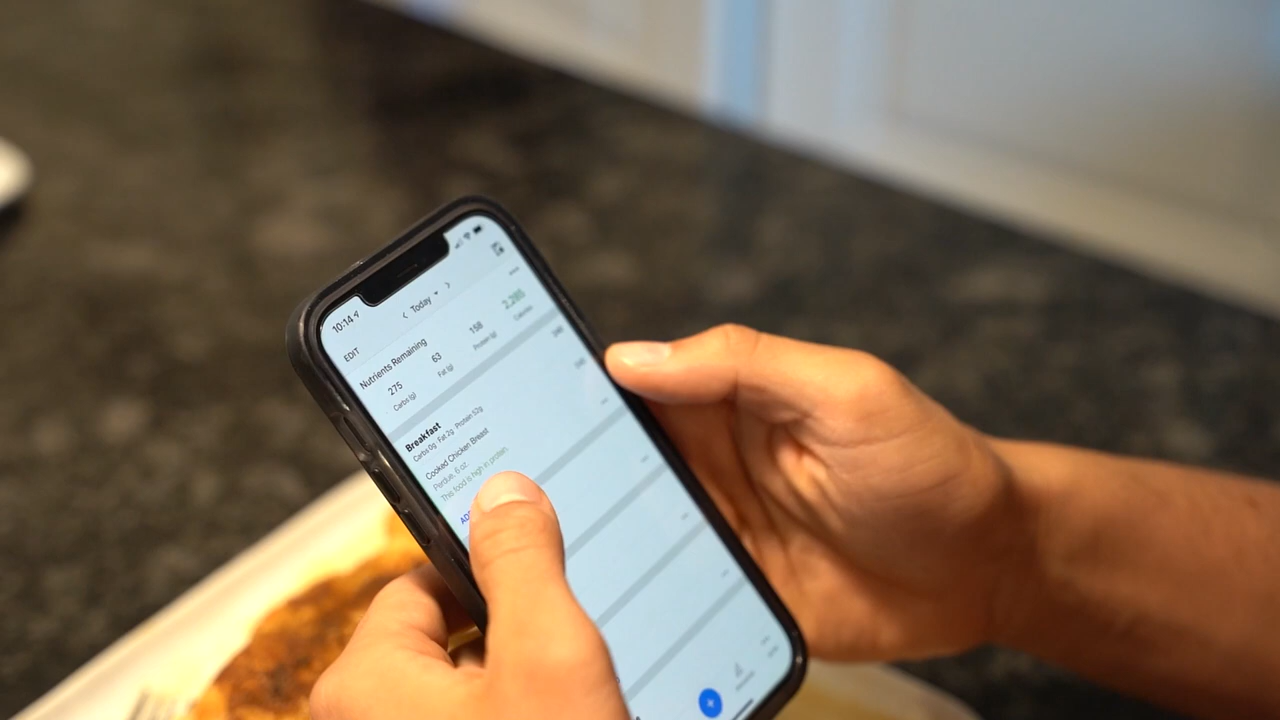 10:14
Today
EDIT
Nutrients Remaining
275 63 158 2,285
Carbs (g) Fat (g) Protein (g) Calories
Breakfast
Carbs 0g Fat 2g Protein 52g
Cooked Chicken Breast
Perdue, 6 oz
This food is high in protein.